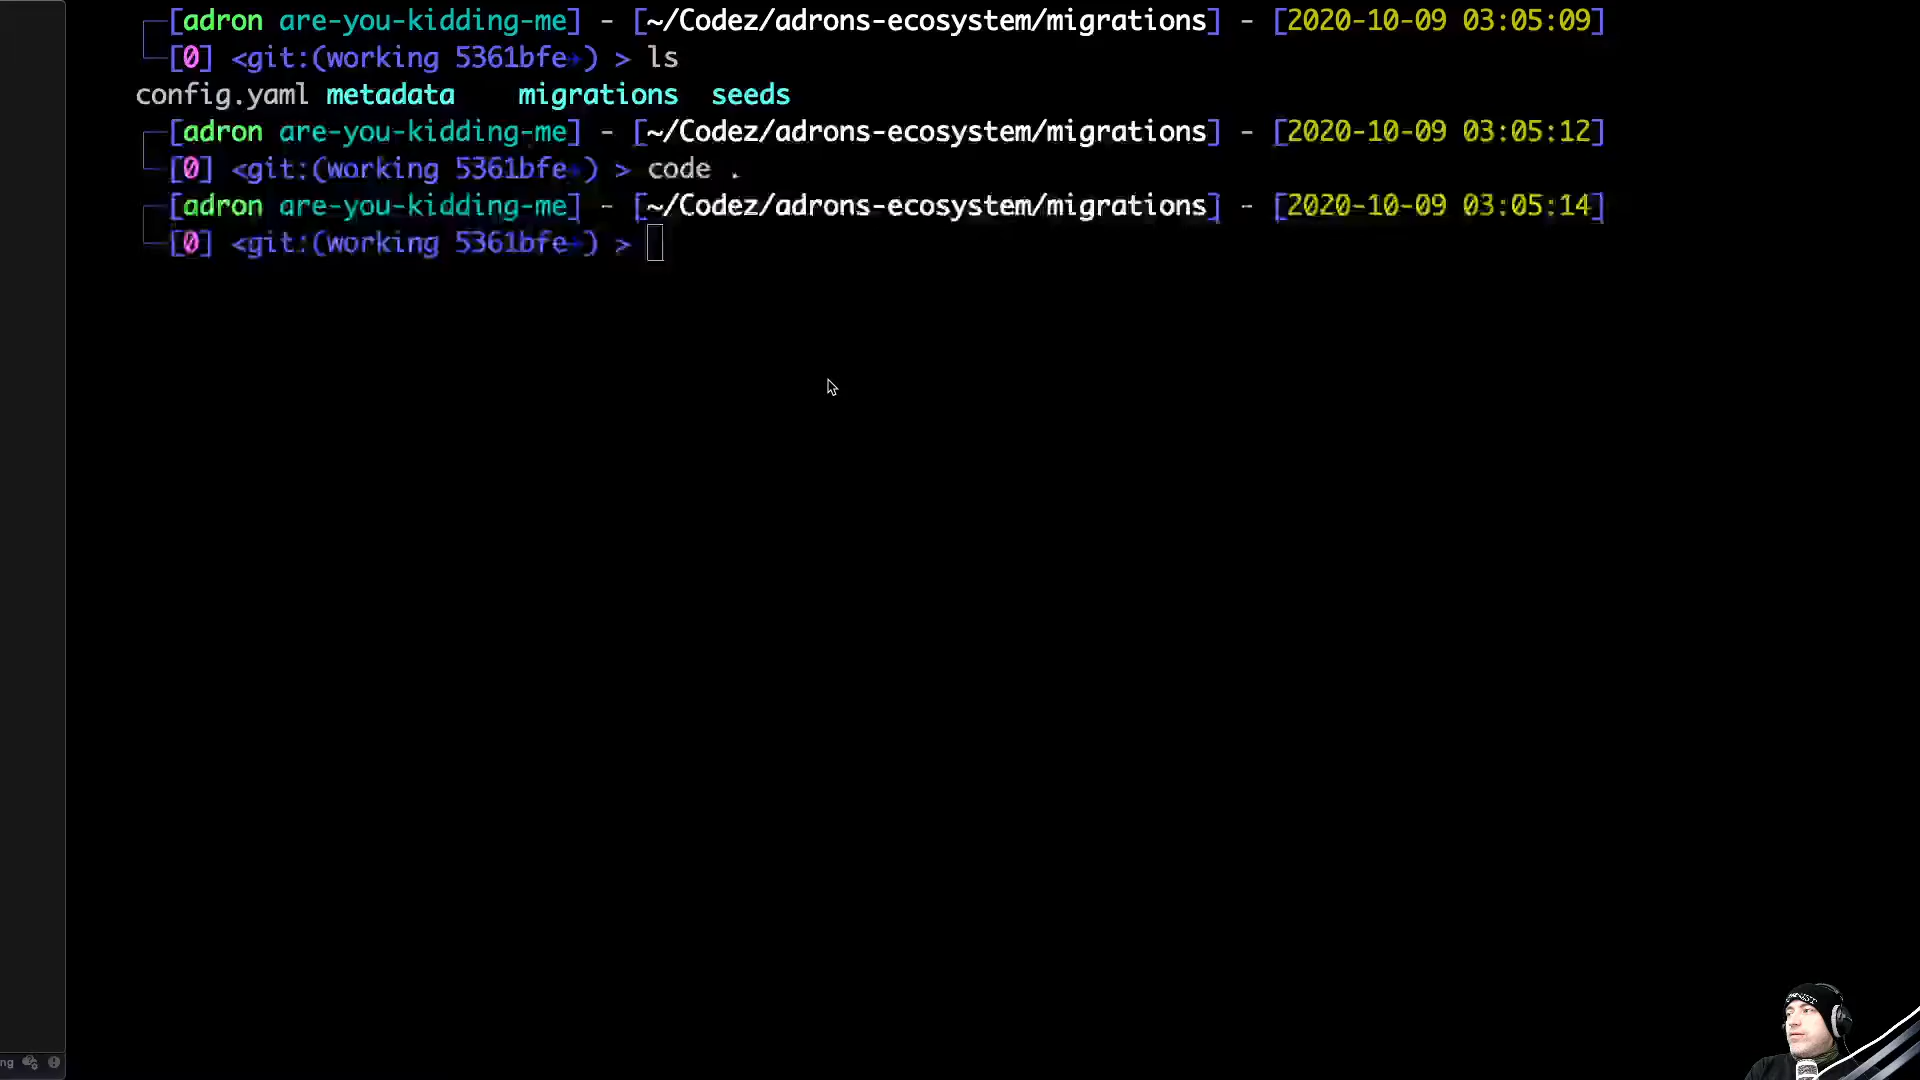 [adron are-you-kidding-me] - [~/Codez/adrons-ecosystem/migrations] - [2020-10-09 03:05:09]
[0] <git:(working 5361bfe✈) > ls
config.yaml metadata    migrations  seeds
[adron are-you-kidding-me] - [~/Codez/adrons-ecosystem/migrations] - [2020-10-09 03:05:12]
[0] <git:(working 5361bfe✈) > code .
[adron are-you-kidding-me] - [~/Codez/adrons-ecosystem/migrations] - [2020-10-09 03:05:14]
[0] <git:(working 5361bfe✈) >
ng